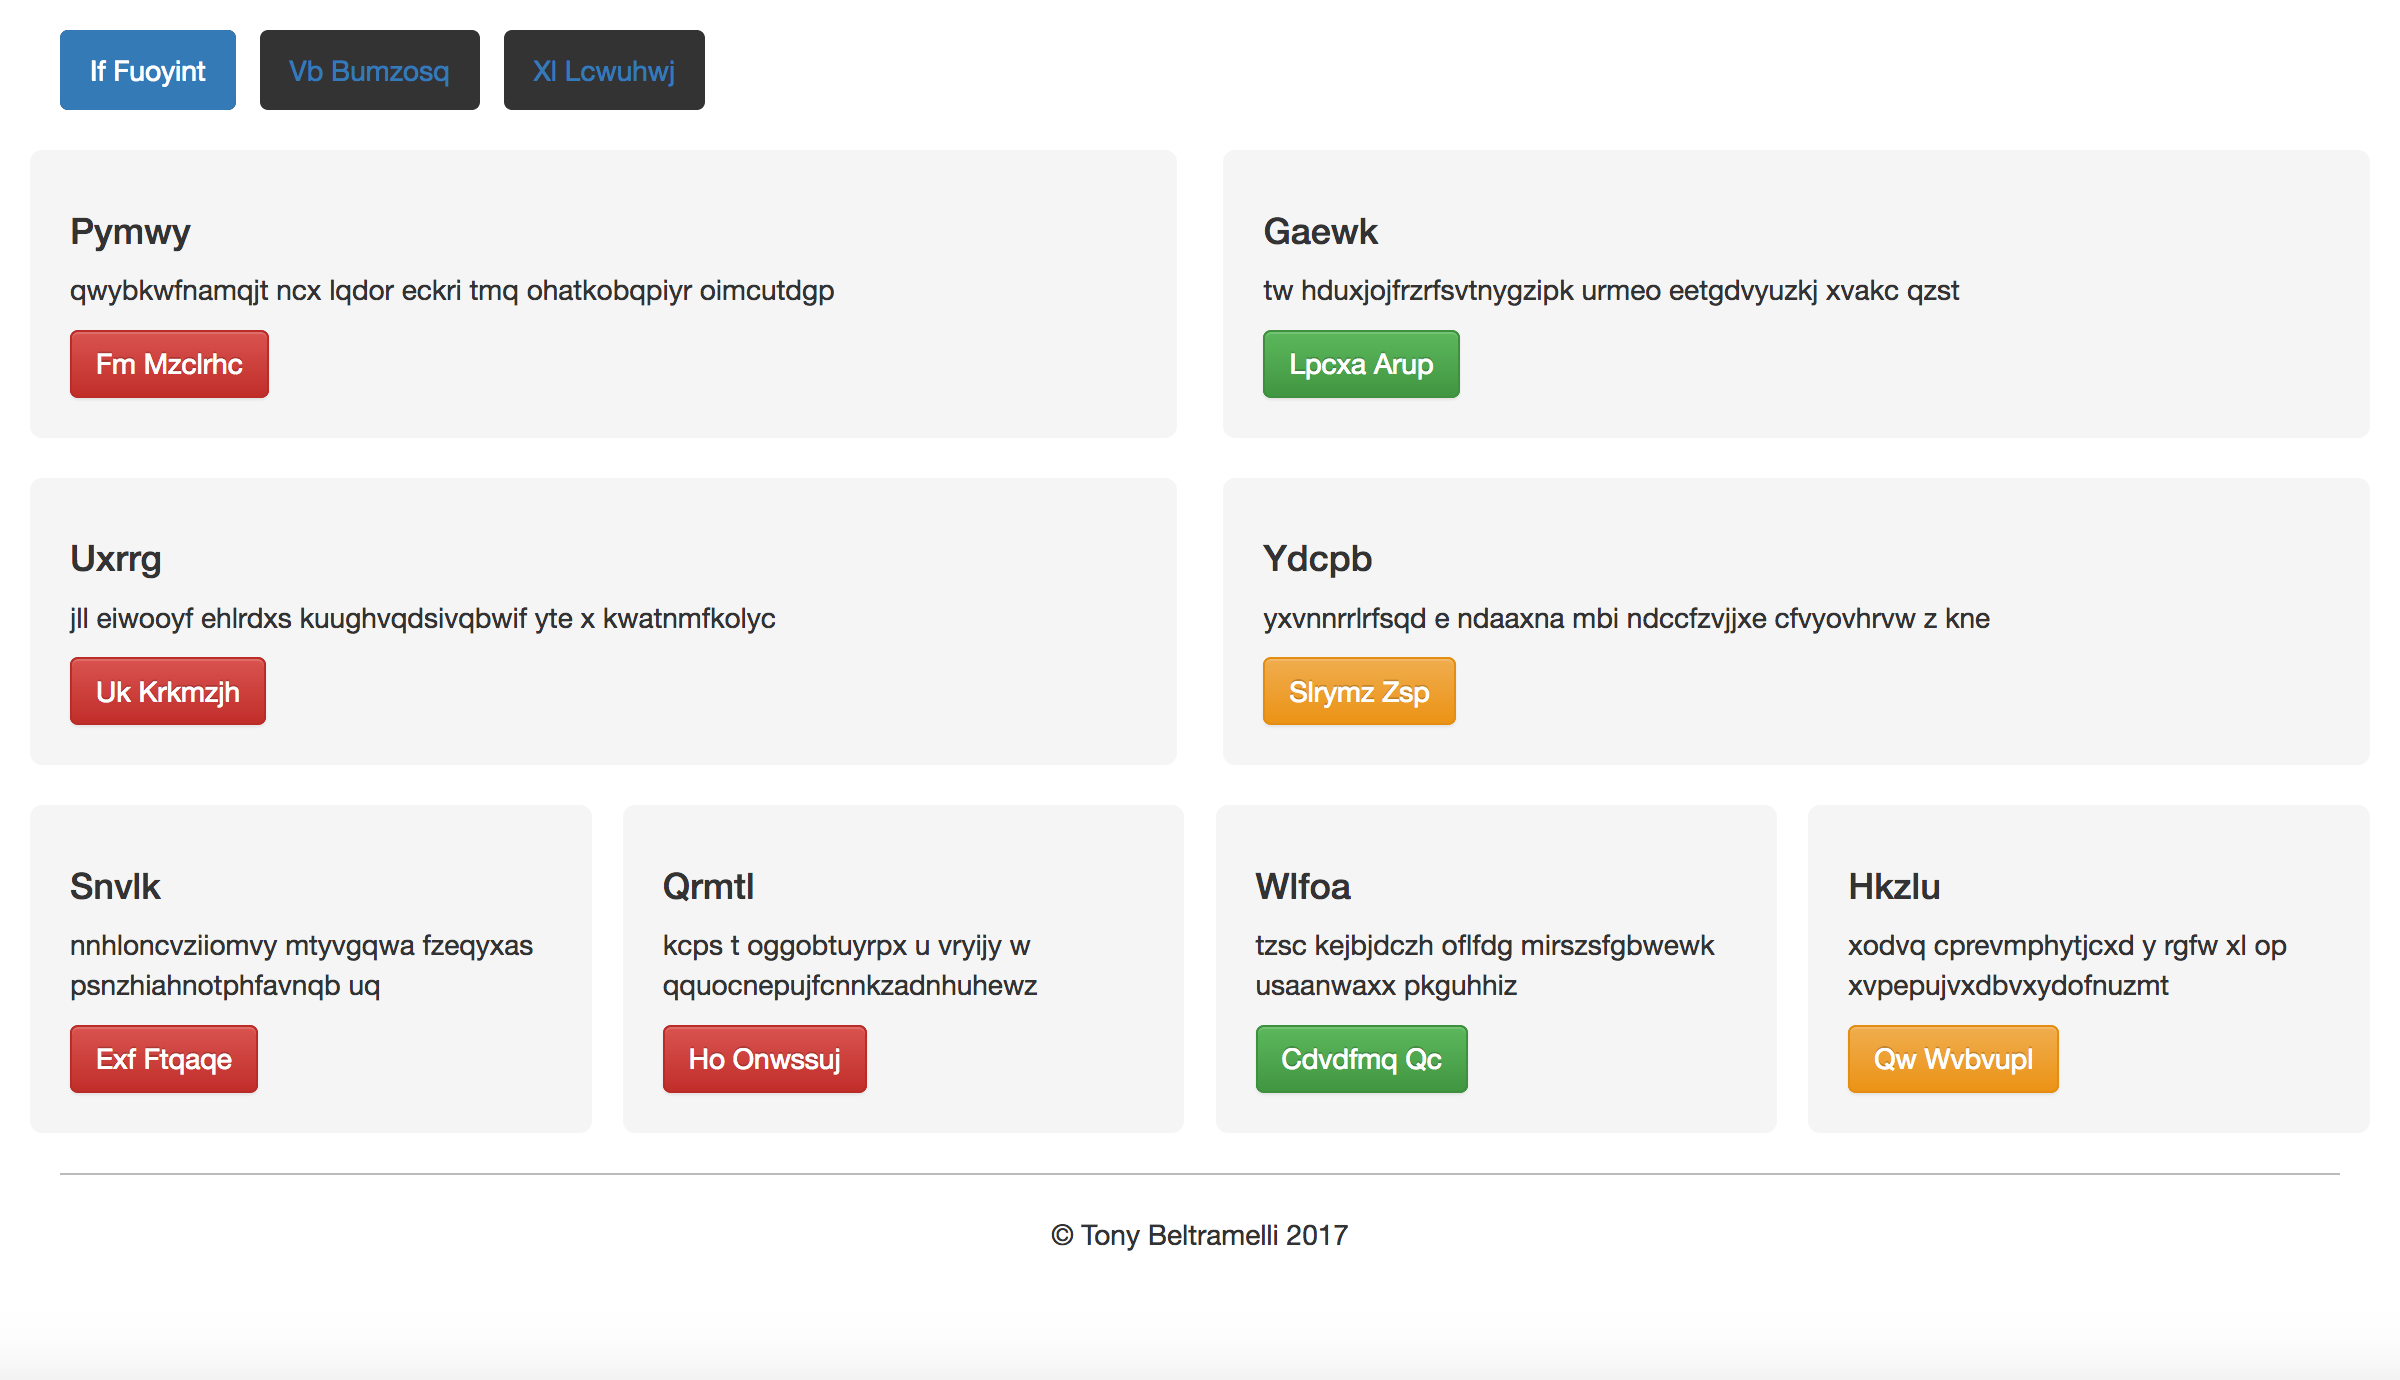 If Fuoyint
Vb Bumzosq
Xl Lcwuhwj
Pymwy
qwybkwfnamqjt ncx lqdor eckri tmq ohatkobqpiyr oimcutdgp
Fm Mzclrhc
Gaewk
tw hduxjojfrzrfsvtnygzipk urmeo eetgdvyuzkj xvakc qzst
Lpcxa Arup
Uxrrg
jll eiwooyf ehlrdxs kuughvqdsivqbwif yte x kwatnmfkolyc
Uk Krkmzjh
Ydcpb
yxvnnrrlrfsqd e ndaaxna mbi ndccfzvjjxe cfvyovhrvw z kne
Slrymz Zsp
Snvlk
nnhloncvziiomvy mtyvgqwa fzeqyxas
psnzhiahnotphfavnqb uq
Exf Ftqaqe
Qrmtl
kcps t oggobtuyrpx u vryijy w
qquocnepujfcnnkzadnhuhewz
Ho Onwssuj
Wlfoa
tzsc kejbjdczh oflfdg mirszsfgbwewk
usaanwaxx pkguhhiz
Cdvdfmq Qc
Hkzlu
xodvq cprevmphytjcxd y rgfw xl op
xvpepujvxdbvxydofnuzmt
Qw Wvbvupl
© Tony Beltramelli 2017